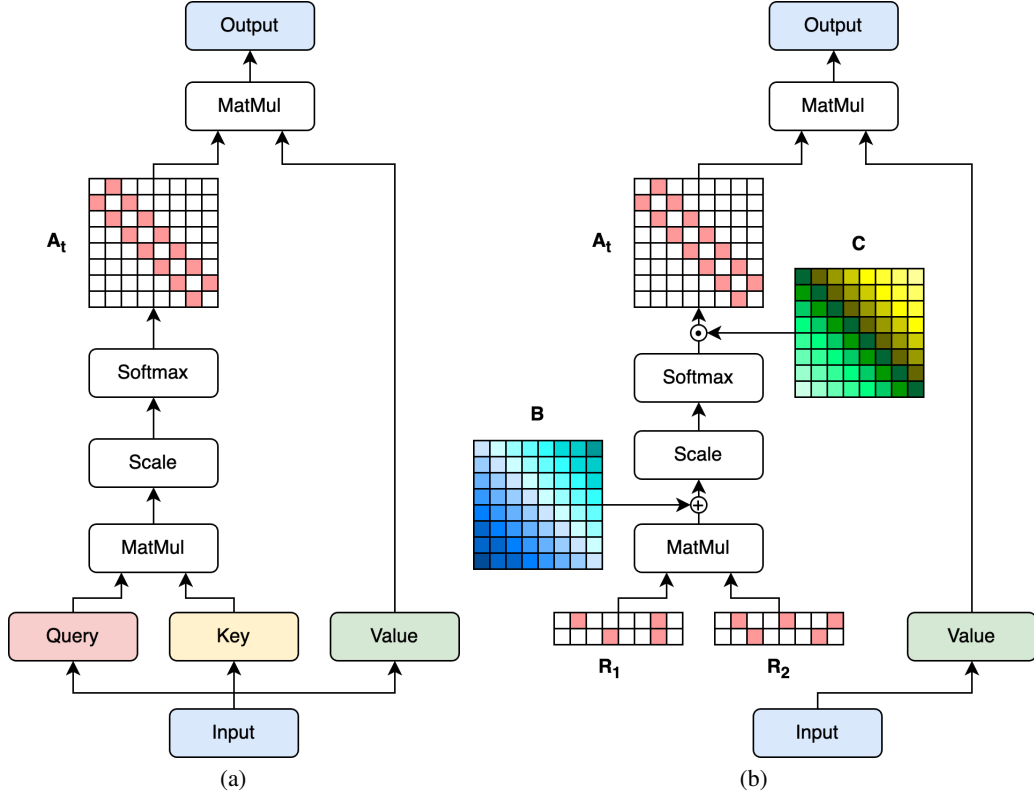 Output
MatMul
A_t
Softmax
Scale
MatMul
Query
Key
Value
Input
(a)
Output
MatMul
A_t
C
Softmax
B
Scale
MatMul
R_1
R_2
Value
Input
(b)